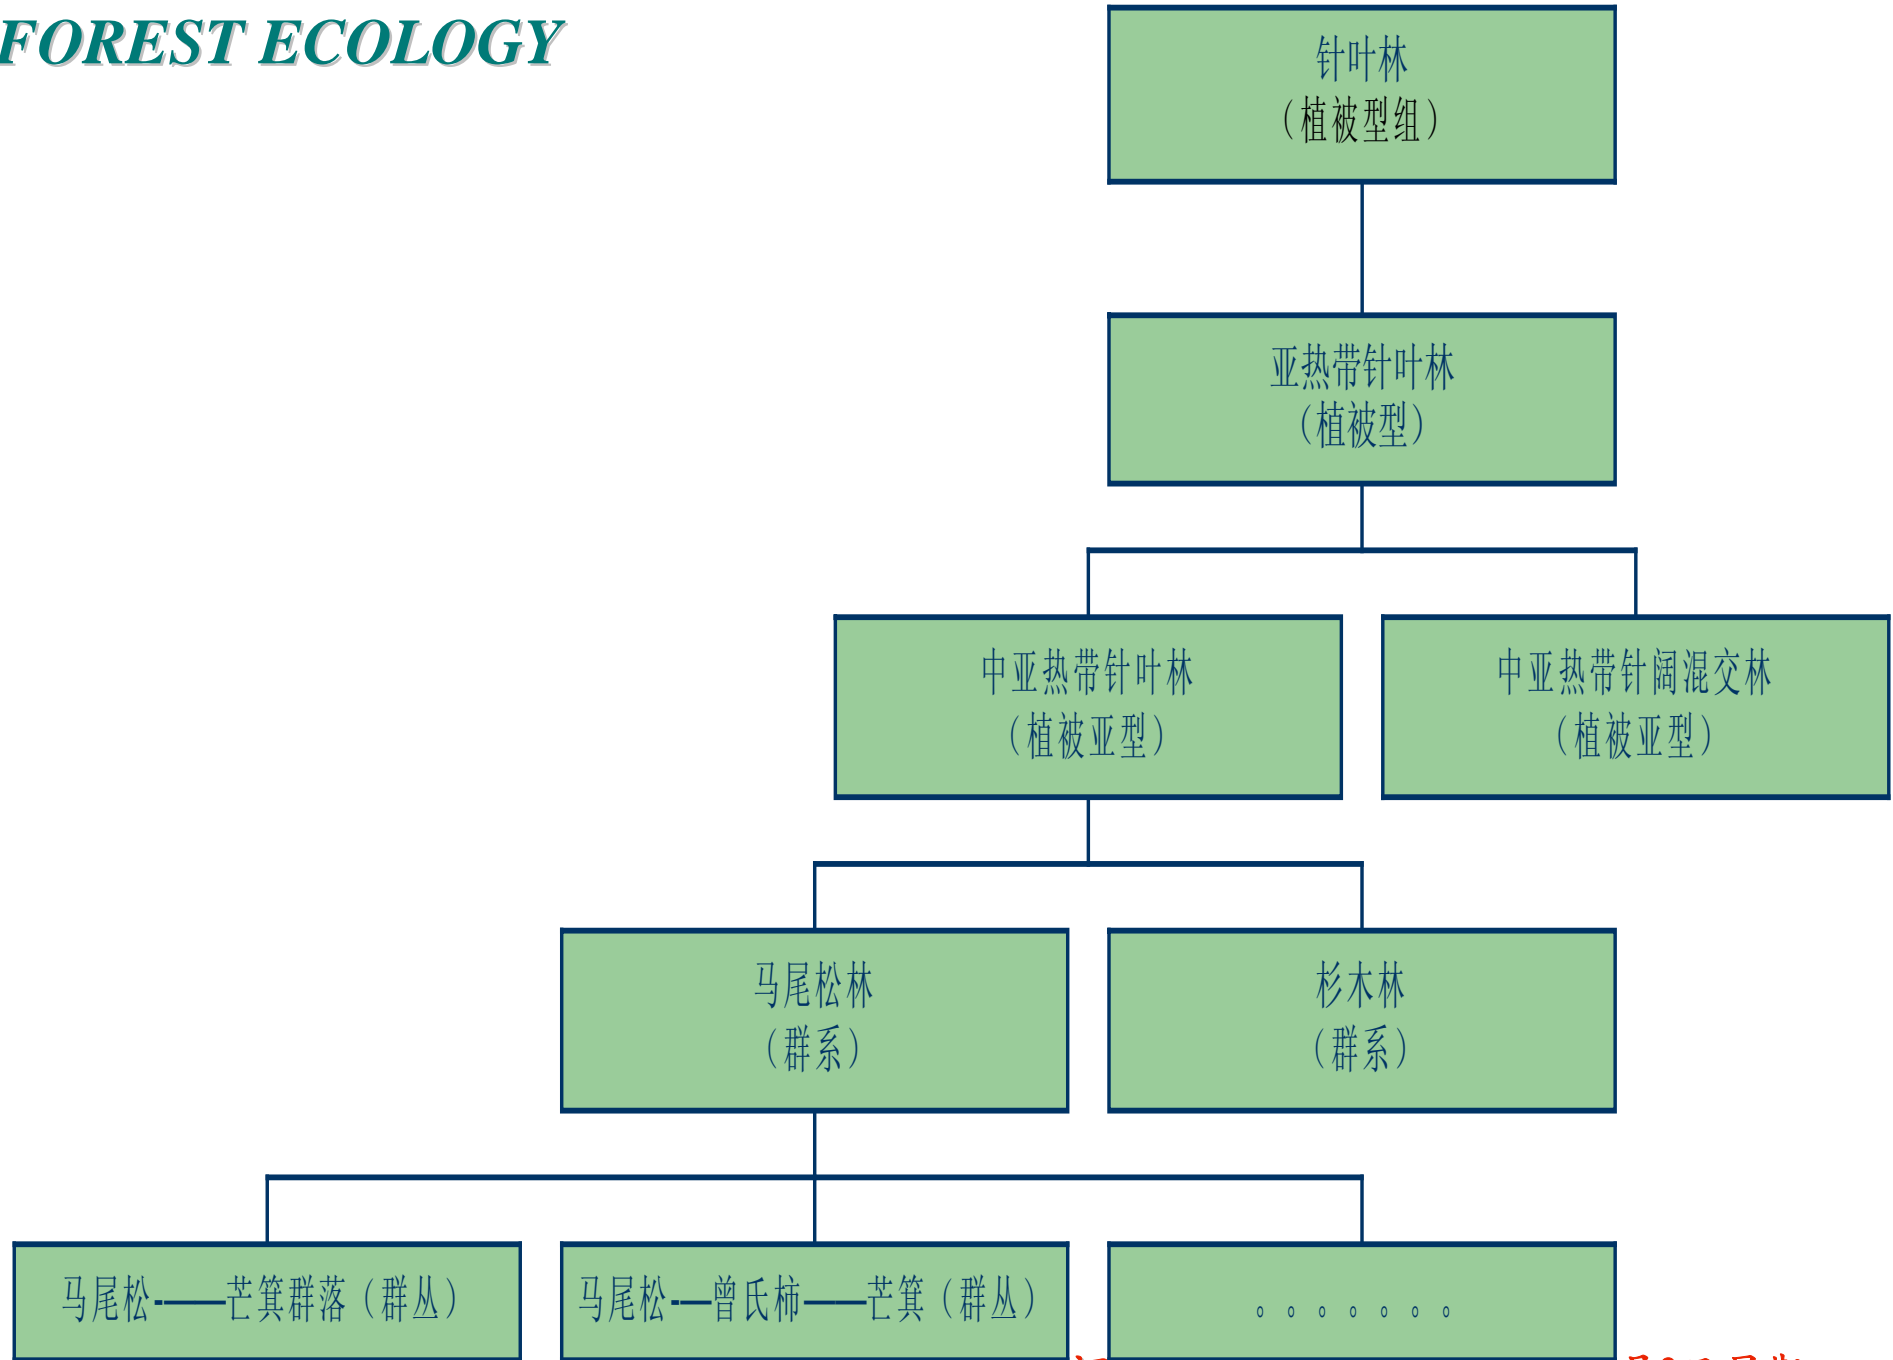 FOREST ECOLOGY
针叶林
（植被型组）
亚热带针叶林
（植被型）
中亚热带针叶林
（植被亚型）
中亚热带针阔混交林
（植被亚型）
马尾松林
（群系）
杉木林
（群系）
马尾松-——芒箕群落（群丛）
马尾松-—曾氏柿——芒箕（群丛）
。。。。。。。